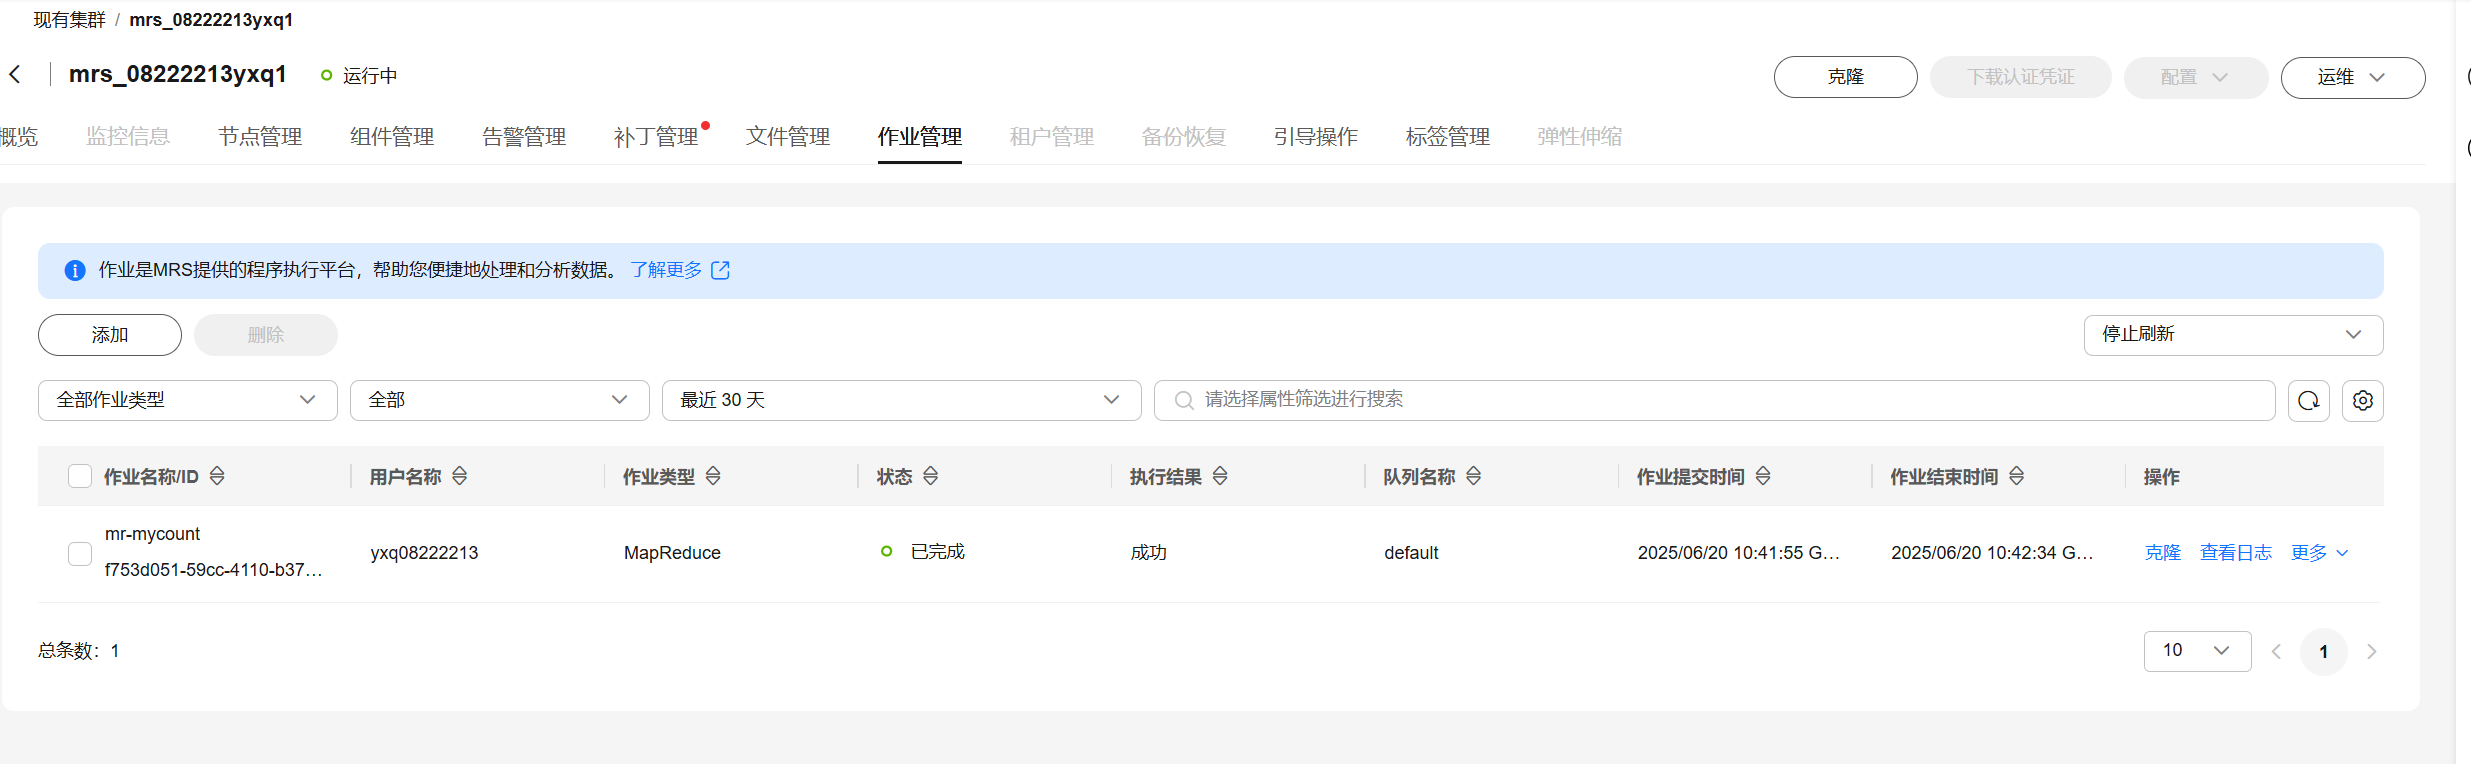 现有集群 / mrs_08222213yxq1
mrs_08222213yxq1 运行中 克隆 下载认证凭证 配置 运维
概览 监控信息 节点管理 组件管理 告警管理 补丁管理 文件管理 作业管理 租户管理 备份恢复 引导操作 标签管理 弹性伸缩
作业是MRS提供的程序执行平台，帮助您便捷地处理和分析数据。 了解更多
添加 删除 停止刷新
全部作业类型 全部 最近 30 天 请选择属性筛选进行搜索
作业名称/ID 用户名称 作业类型 状态 执行结果 队列名称 作业提交时间 作业结束时间 操作
mr-mycount
f753d051-59cc-4110-b37... yxq08222213 MapReduce 已完成 成功 default 2025/06/20 10:41:55 G... 2025/06/20 10:42:34 G... 克隆 查看日志 更多
总条数：1 10 1